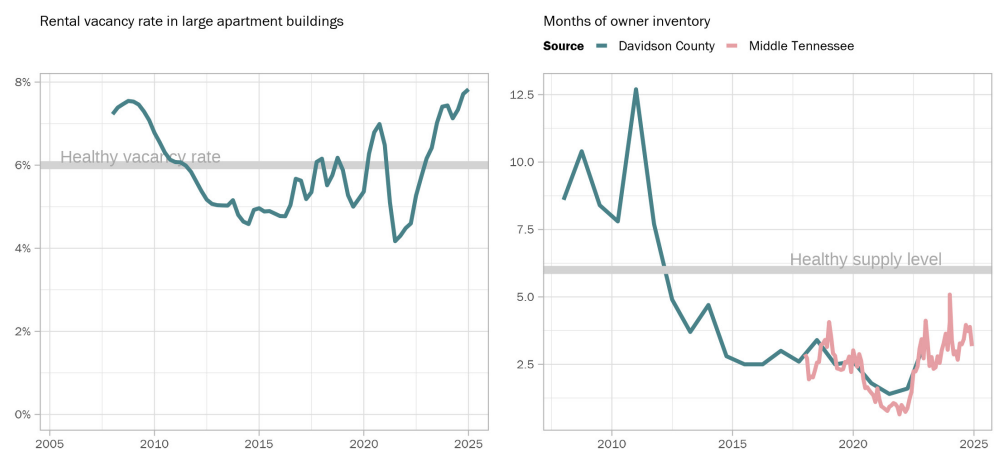 Rental vacancy rate in large apartment buildings
8%
6%
4%
2%
0%
Healthy vacancy rate
2005 2010 2015 2020 2025
Months of owner inventory
Source Davidson County Middle Tennessee
12.5
10.0
7.5
5.0
2.5
Healthy supply level
2010 2015 2020 2025